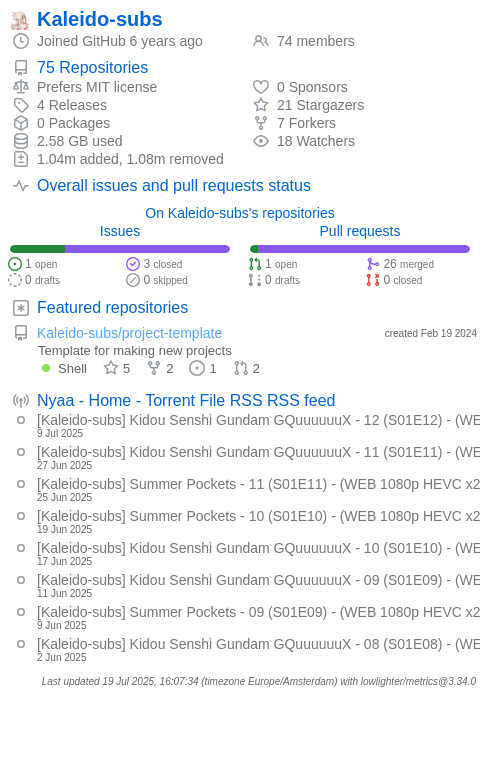 Kaleido-subs
Joined GitHub 6 years ago
74 members
75 Repositories
Prefers MIT license
0 Sponsors
4 Releases
21 Stargazers
0 Packages
7 Forkers
2.58 GB used
18 Watchers
1.04m added, 1.08m removed
Overall issues and pull requests status
On Kaleido-subs's repositories
Issues
Pull requests
1 open
3 closed
1 open
26 merged
0 drafts
0 skipped
0 drafts
0 closed
Featured repositories
Kaleido-subs/project-template
created Feb 19 2024
Template for making new projects
Shell 5 2 1 2
Nyaa - Home - Torrent File RSS RSS feed
[Kaleido-subs] Kidou Senshi Gundam GQuuuuuuX - 12 (S01E12) - (WE
9 Jul 2025
[Kaleido-subs] Kidou Senshi Gundam GQuuuuuuX - 11 (S01E11) - (WE
27 Jun 2025
[Kaleido-subs] Summer Pockets - 11 (S01E11) - (WEB 1080p HEVC x2
25 Jun 2025
[Kaleido-subs] Summer Pockets - 10 (S01E10) - (WEB 1080p HEVC x2
19 Jun 2025
[Kaleido-subs] Kidou Senshi Gundam GQuuuuuuX - 10 (S01E10) - (WE
17 Jun 2025
[Kaleido-subs] Kidou Senshi Gundam GQuuuuuuX - 09 (S01E09) - (WE
11 Jun 2025
[Kaleido-subs] Summer Pockets - 09 (S01E09) - (WEB 1080p HEVC x2
9 Jun 2025
[Kaleido-subs] Kidou Senshi Gundam GQuuuuuuX - 08 (S01E08) - (WE
2 Jun 2025
Last updated 19 Jul 2025, 16:07:34 (timezone Europe/Amsterdam) with lowlighter/metrics@3.34.0